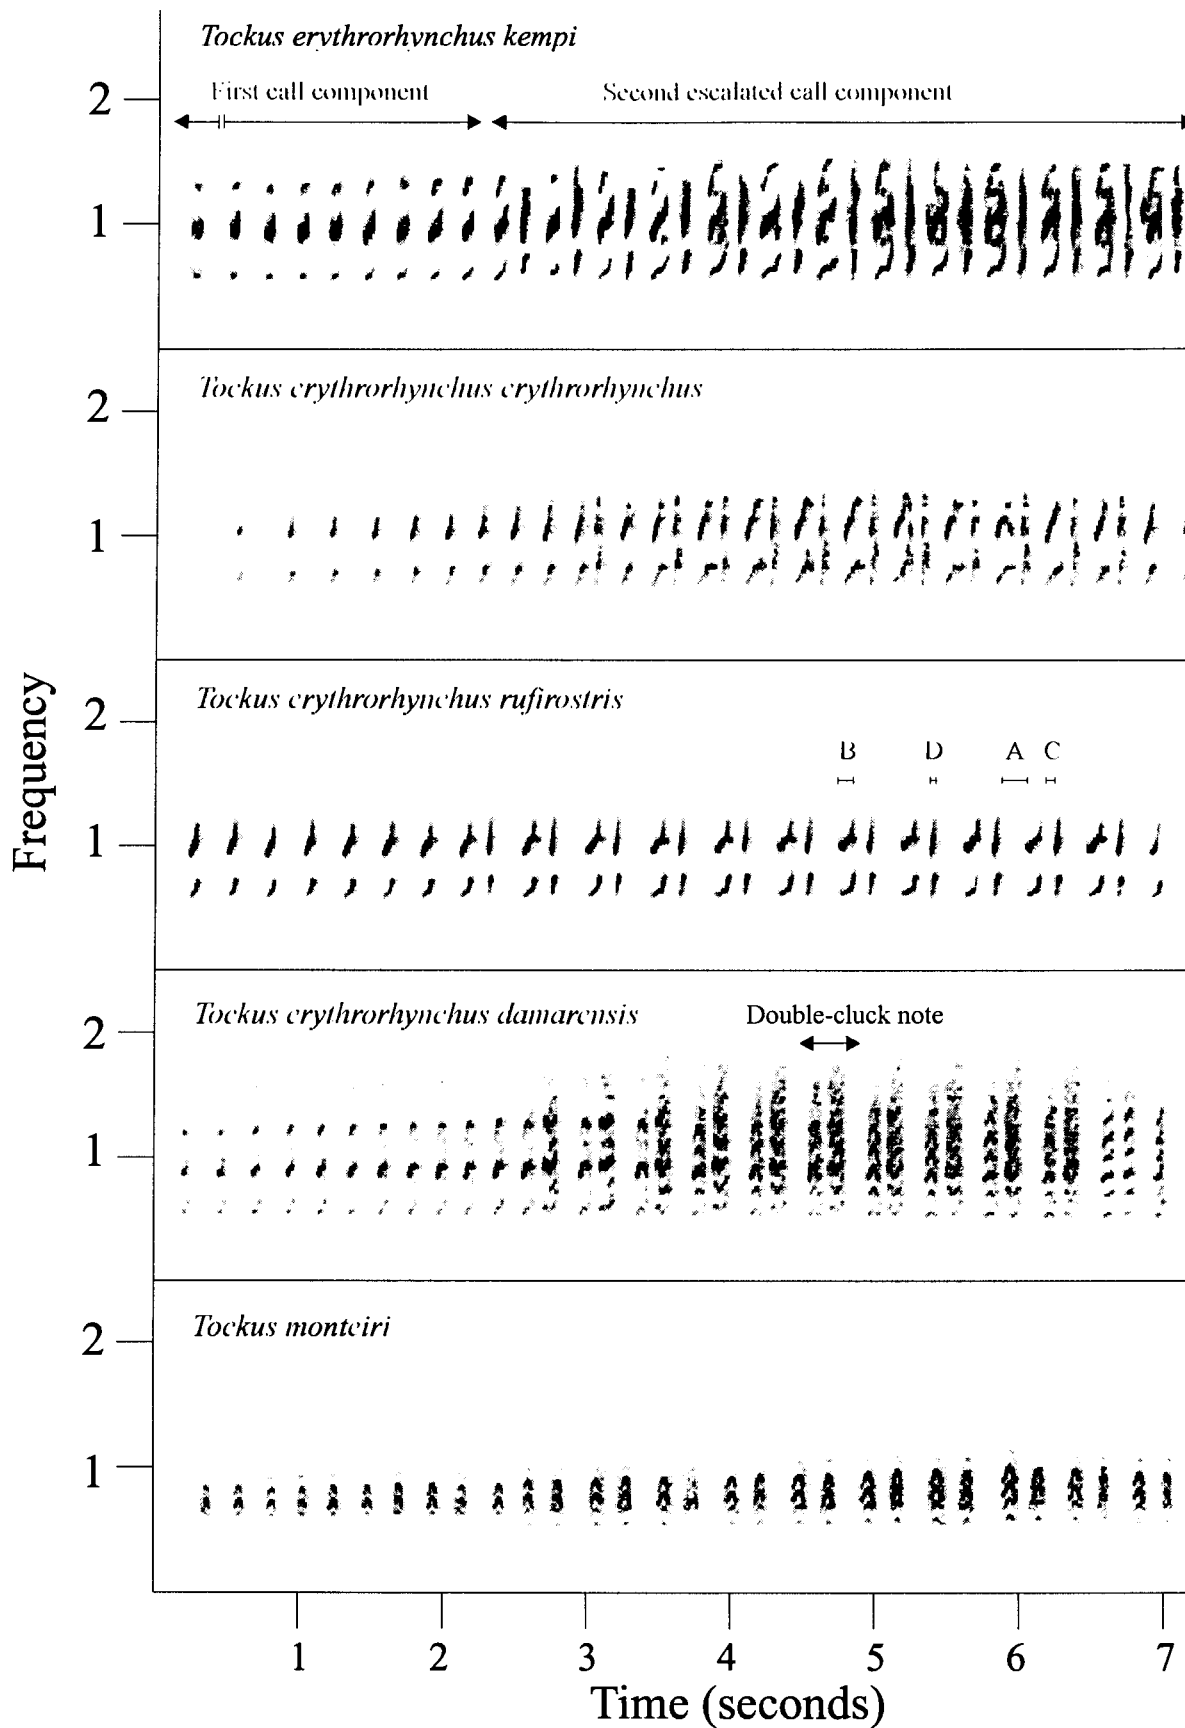 Tockus erythrorhynchus kempi
First call component
Second escalated call component
2
1
Tockus erythrorhynchus erythrorhynchus
2
1
Tockus erythrorhynchus rufirostris
2
B D A C
1
Tockus erythrorhynchus damarensis
Double-cluck note
2
1
Tockus monteiri
2
1
Frequency
1 2 3 4 5 6 7
Time (seconds)